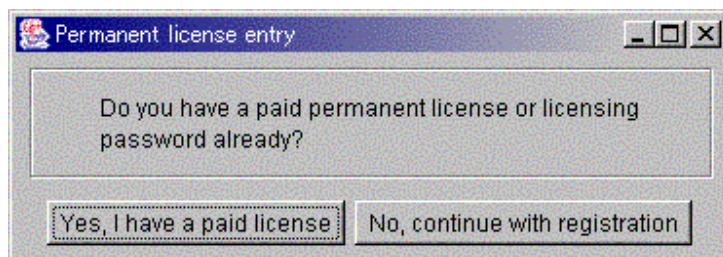 Permanent license entry
Do you have a paid permanent license or licensing
password already?
Yes, I have a paid license
No, continue with registration